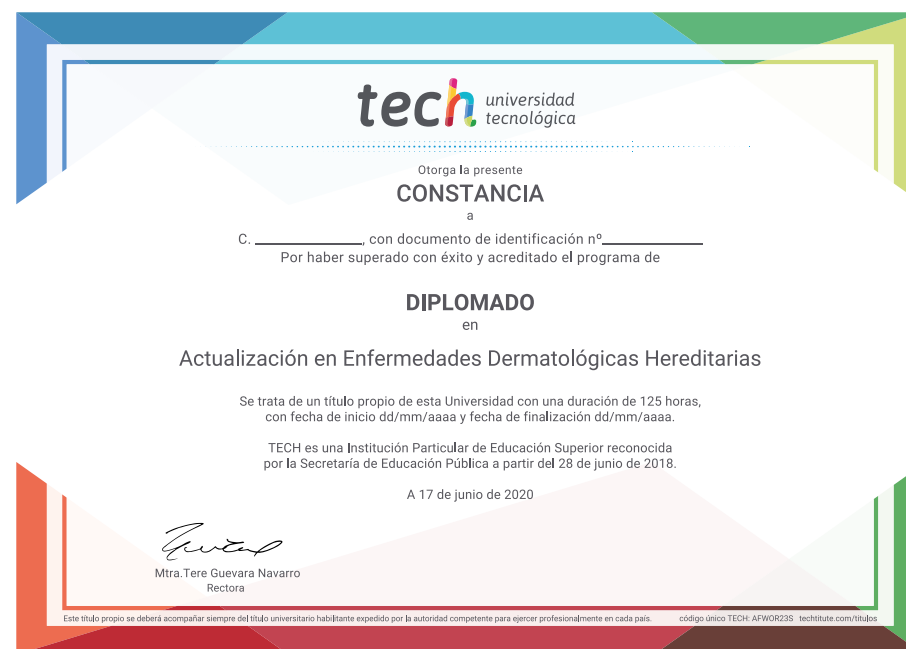 tech universidad
tecnológica
Otorga la presente
CONSTANCIA
a
C. ____________, con documento de identificación nº____________
Por haber superado con éxito y acreditado el programa de
DIPLOMADO
en
Actualización en Enfermedades Dermatológicas Hereditarias
Se trata de un título propio de esta Universidad con una duración de 125 horas,
con fecha de inicio dd/mm/aaaa y fecha de finalización dd/mm/aaaa.
TECH es una Institución Particular de Educación Superior reconocida
por la Secretaría de Educación Pública a partir del 28 de junio de 2018.
A 17 de junio de 2020
Mtra.Tere Guevara Navarro
Rectora
Este título propio se deberá acompañar siempre del título universitario habilitante expedido por la autoridad competente para ejercer profesionalmente en cada país. código único TECH: AFWOR23S techtitute.com/titulos